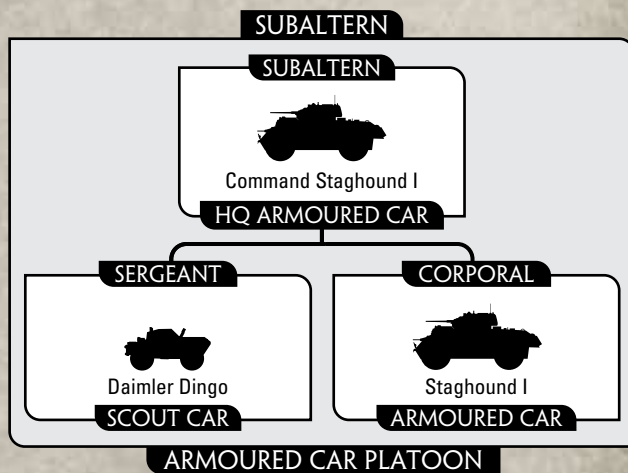 SUBALTERN
SUBALTERN
Command Staghound I
HQ ARMOURED CAR
SERGEANT
Daimler Dingo
SCOUT CAR
CORPORAL
Staghound I
ARMOURED CAR
ARMOURED CAR PLATOON